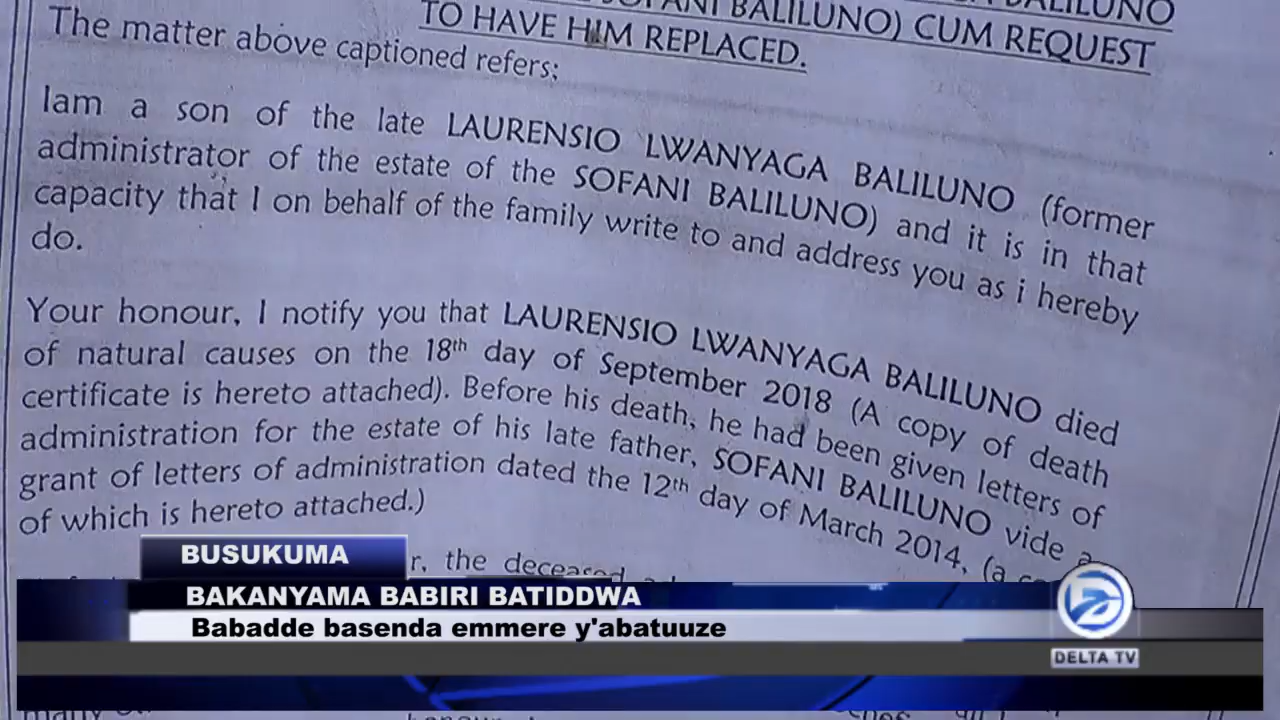 SOFANI BALILUNO) CUM REQUEST
TO HAVE HIM REPLACED.
The matter above captioned refers;
Iam a son of the late LAURENSIO LWANYAGA BALILUNO (former
administrator of the estate of the SOFANI BALILUNO) and it is in that
capacity that I on behalf of the family write to and address you as i hereby
do.
Your honour, I notify you that LAURENSIO LWANYAGA BALILUNO died
of natural causes on the 18th day of September 2018 (A copy of death
certificate is hereto attached). Before his death, he had been given letters of
administration for the estate of his late father, SOFANI BALILUNO vide a
grant of letters of administration dated the 12th day of March 2014, (a
of which is hereto attached.)
the deceased
BUSUKUMA
BAKANYAMA BABIRI BATIDDWA
Babadde basenda emmere y'abatuuze
DELTA TV